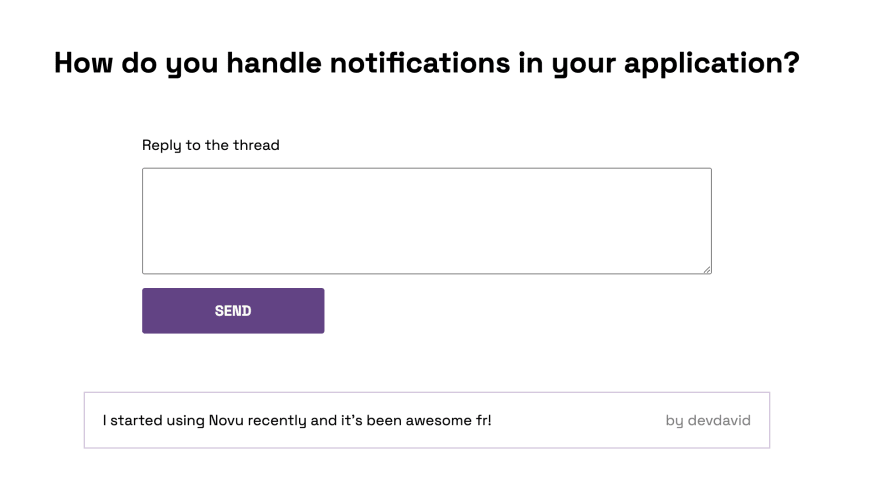 How do you handle notifications in your application?
Reply to the thread
SEND
I started using Novu recently and it's been awesome fr! by devdavid